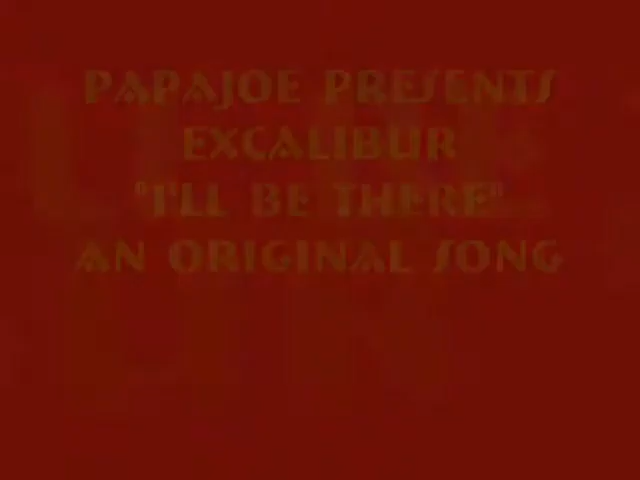 PAPAJOE PRESENTS
EXCALIBUR
"I'LL BE THERE"
AN ORIGINAL SONG